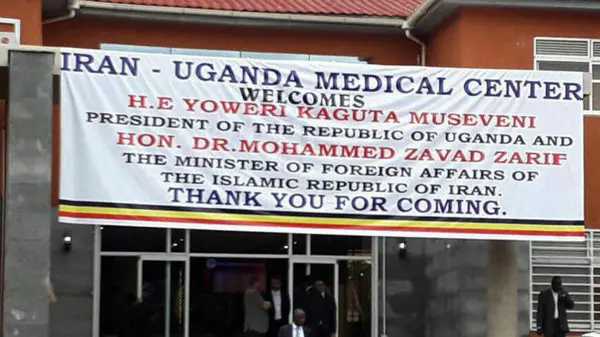 IRAN - UGANDA MEDICAL CENTER
WELCOMES
H.E YOWERI KAGUTA MUSEVENI
PRESIDENT OF THE REPUBLIC OF UGANDA AND
HON. DR.MOHAMMED ZAVAD ZARIF
THE MINISTER OF FOREIGN AFFAIRS OF
THE ISLAMIC REPUBLIC OF IRAN.
THANK YOU FOR COMING.